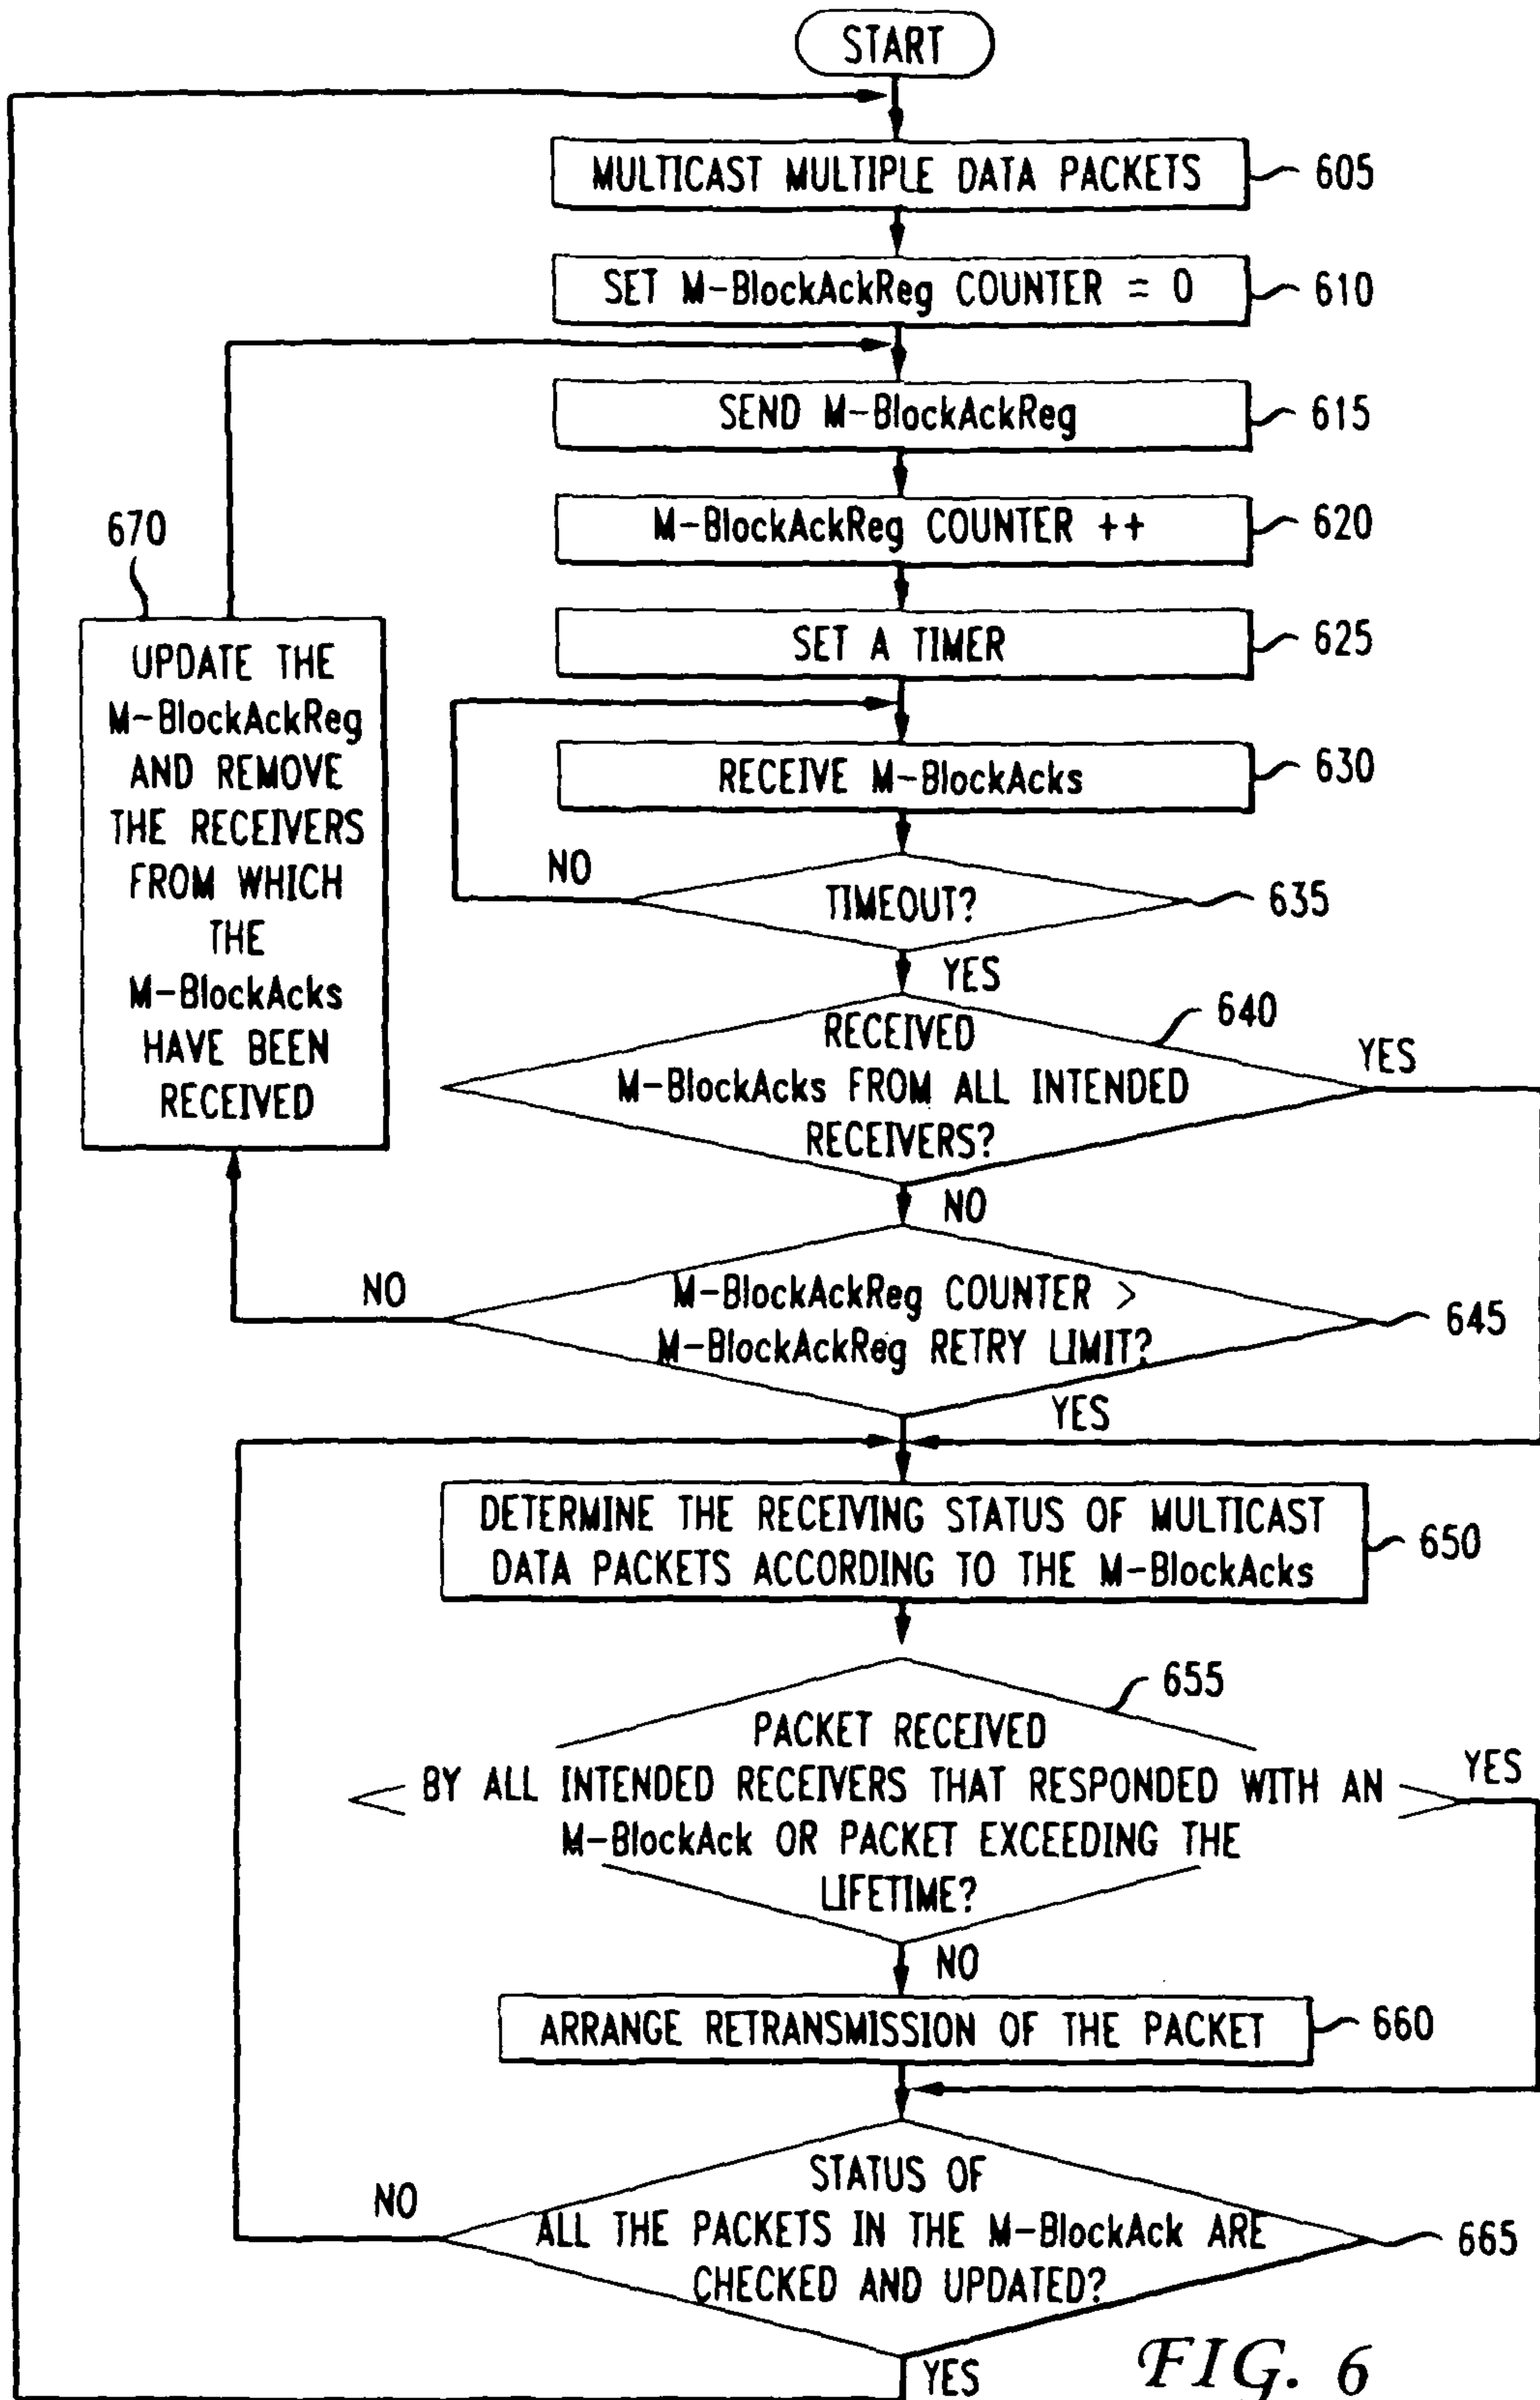 START
MULTICAST MULTIPLE DATA PACKETS
605
SET M-BlockAckReg COUNTER = 0
610
SEND M-BlockAckReg
615
M-BlockAckReg COUNTER ++
620
SET A TIMER
625
RECEIVE M-BlockAcks
630
TIMEOUT?
635
NO
YES
670
UPDATE THE
M-BlockAckReg
AND REMOVE
THE RECEIVERS
FROM WHICH
THE
M-BlockAcks
HAVE BEEN
RECEIVED
640
RECEIVED
M-BlockAcks FROM ALL INTENDED
RECEIVERS?
YES
NO
M-BlockAckReg COUNTER >
M-BlockAckReg RETRY LIMIT?
645
NO
YES
DETERMINE THE RECEIVING STATUS OF MULTICAST
DATA PACKETS ACCORDING TO THE M-BlockAcks
650
655
PACKET RECEIVED
BY ALL INTENDED RECEIVERS THAT RESPONDED WITH AN
M-BlockAck OR PACKET EXCEEDING THE
LIFETIME?
YES
NO
ARRANGE RETRANSMISSION OF THE PACKET
660
STATUS OF
ALL THE PACKETS IN THE M-BlockAck ARE
CHECKED AND UPDATED?
665
NO
YES
FIG. 6